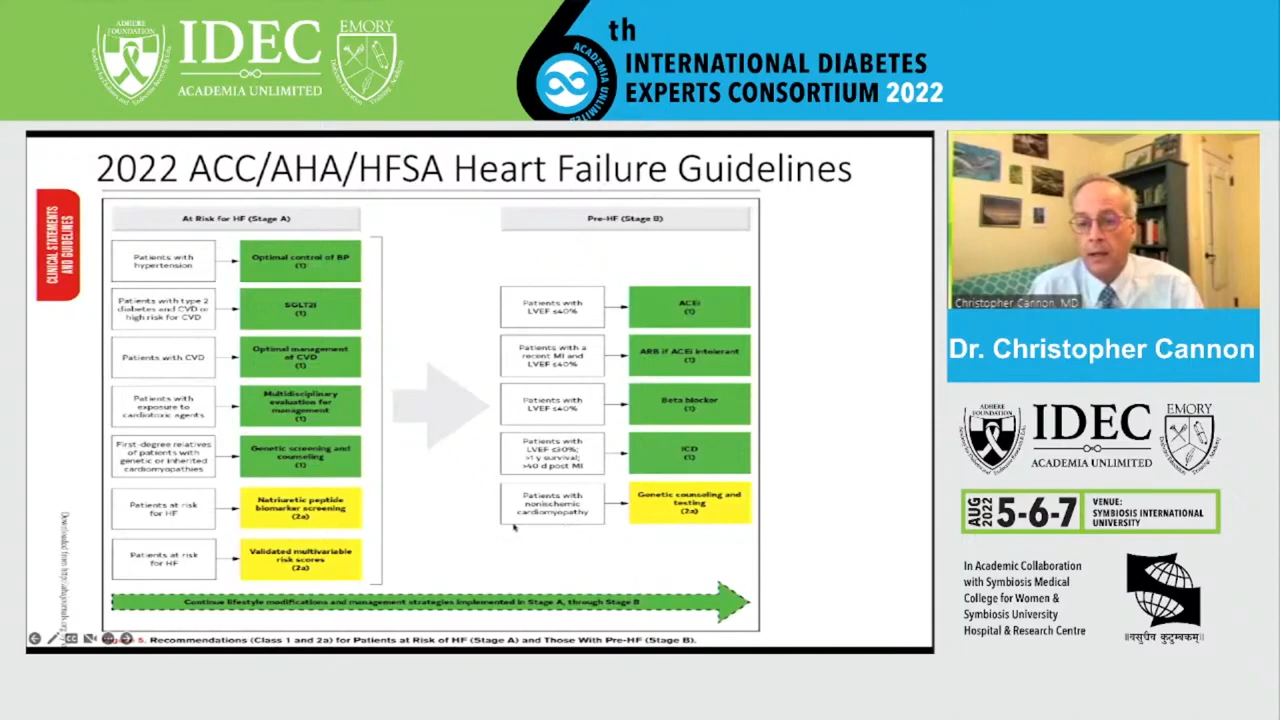 ADHERE
FOUNDATION
IDEC
ACADEMIA UNLIMITED
EMORY
6th
ACADEMIA UNLIMITED
INTERNATIONAL DIABETES
EXPERTS CONSORTIUM 2022
2022 ACC/AHA/HFSA Heart Failure Guidelines
CLINICAL STATEMENTS
AND GUIDELINES
At Risk for HF (Stage A)
Patients with
hypertension
Optimal control of BP
(1)
Patients with type 2
diabetes and CVD or
high risk for CVD
SGLT2i
(1)
Patients with CVD
Optimal management
of CVD
(1)
Patients with
exposure to
cardiotoxic agents
Multidisciplinary
evaluation for
management
(1)
First-degree relatives
of patients with
genetic or inherited
cardiomyopathies
Genetic screening and
counseling
(1)
Patients at risk
for HF
Natriuretic peptide
biomarker screening
(2a)
Patients at risk
for HF
Validated multivariable
risk scores
(2a)
Pre-HF (Stage B)
Patients with
LVEF ≤40%
ACEi
(1)
Patients with a
recent MI and
LVEF ≤40%
ARB if ACEi intolerant
(1)
Patients with
LVEF ≤40%
Beta blocker
(1)
Patients with
LVEF ≤30%;
>1 y survival;
>40 d post MI
ICD
(1)
Patients with
nonischemic
cardiomyopathy
Genetic counseling and
testing
(2a)
Continue lifestyle modifications and management strategies implemented in Stage A, through Stage B
5. Recommendations (Class 1 and 2a) for Patients at Risk of HF (Stage A) and Those With Pre-HF (Stage B).
Christopher Cannon, MD
Dr. Christopher Cannon
ADHERE
FOUNDATION
IDEC
ACADEMIA UNLIMITED
EMORY
AUG
2022
5-6-7
VENUE:
SYMBIOSIS INTERNATIONAL
UNIVERSITY
In Academic Collaboration
with Symbiosis Medical
College for Women &
Symbiosis University
Hospital & Research Centre
॥वसुधैव कुटुम्बकम्॥